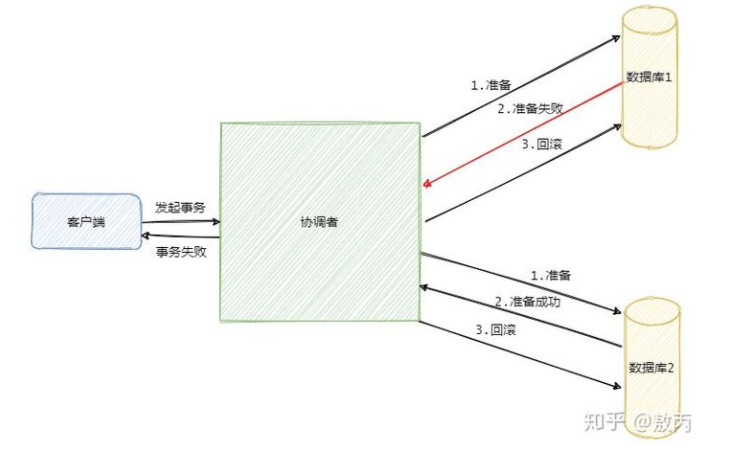 1.准备
数据库1
2.准备失败
3.回滚
发起事务
客户端
协调者
事务失败
1.准备
2.准备成功
3.回滚
数据库2
知乎 @敖丙